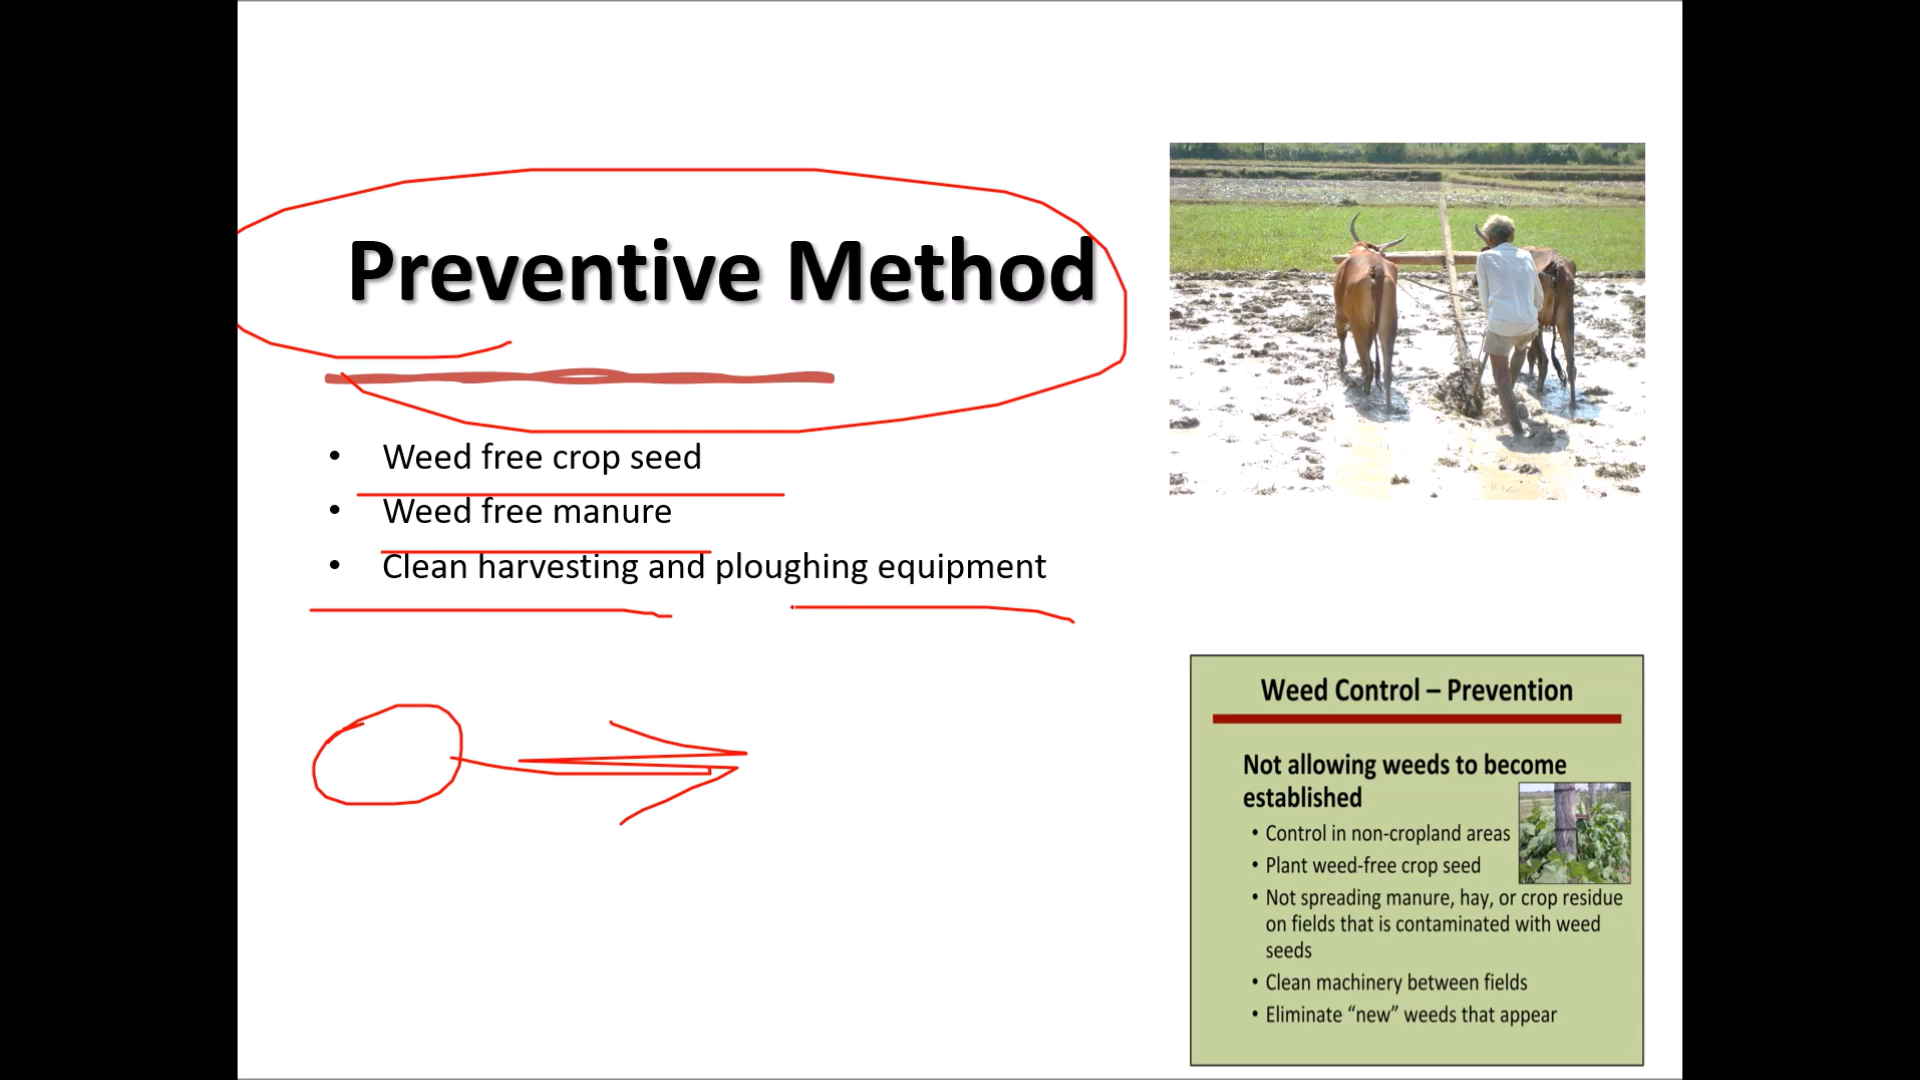 Preventive Method
• Weed free crop seed
• Weed free manure
• Clean harvesting and ploughing equipment
Weed Control – Prevention
Not allowing weeds to become
established
• Control in non-cropland areas
• Plant weed-free crop seed
• Not spreading manure, hay, or crop residue
on fields that is contaminated with weed
seeds
• Clean machinery between fields
• Eliminate “new” weeds that appear